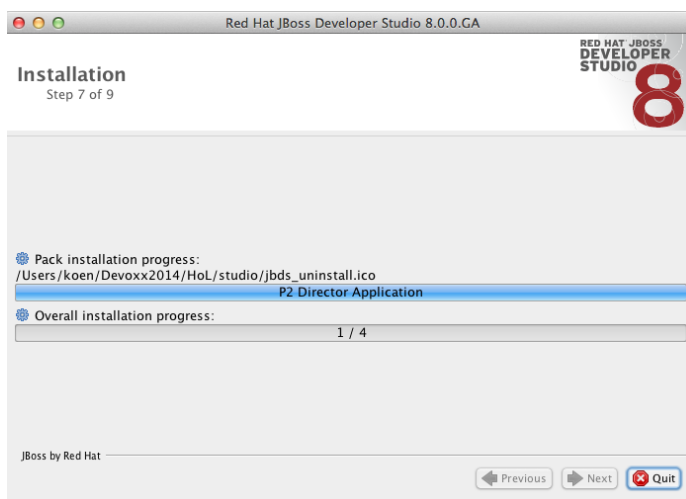 Red Hat JBoss Developer Studio 8.0.0.GA
RED HAT JBOSS
DEVELOPER
STUDIO
8
Installation
Step 7 of 9
Pack installation progress:
/Users/koen/Devoxx2014/HoL/studio/jbds_uninstall.ico
P2 Director Application
Overall installation progress:
1 / 4
JBoss by Red Hat
Previous Next Quit